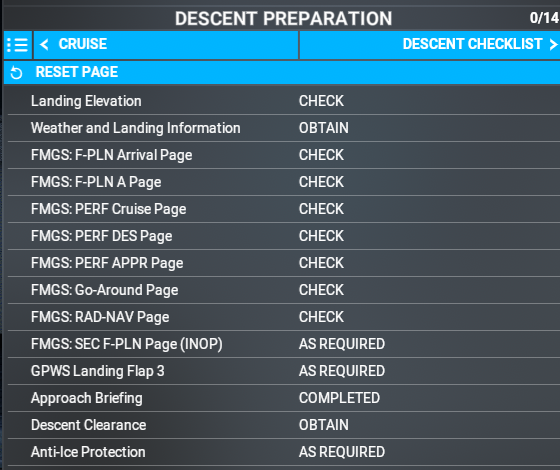 DESCENT PREPARATION 0/14
< CRUISE DESCENT CHECKLIST >
RESET PAGE
Landing Elevation CHECK
Weather and Landing Information OBTAIN
FMGS: F-PLN Arrival Page CHECK
FMGS: F-PLN A Page CHECK
FMGS: PERF Cruise Page CHECK
FMGS: PERF DES Page CHECK
FMGS: PERF APPR Page CHECK
FMGS: Go-Around Page CHECK
FMGS: RAD-NAV Page CHECK
FMGS: SEC F-PLN Page (INOP) AS REQUIRED
GPWS Landing Flap 3 AS REQUIRED
Approach Briefing COMPLETED
Descent Clearance OBTAIN
Anti-Ice Protection AS REQUIRED